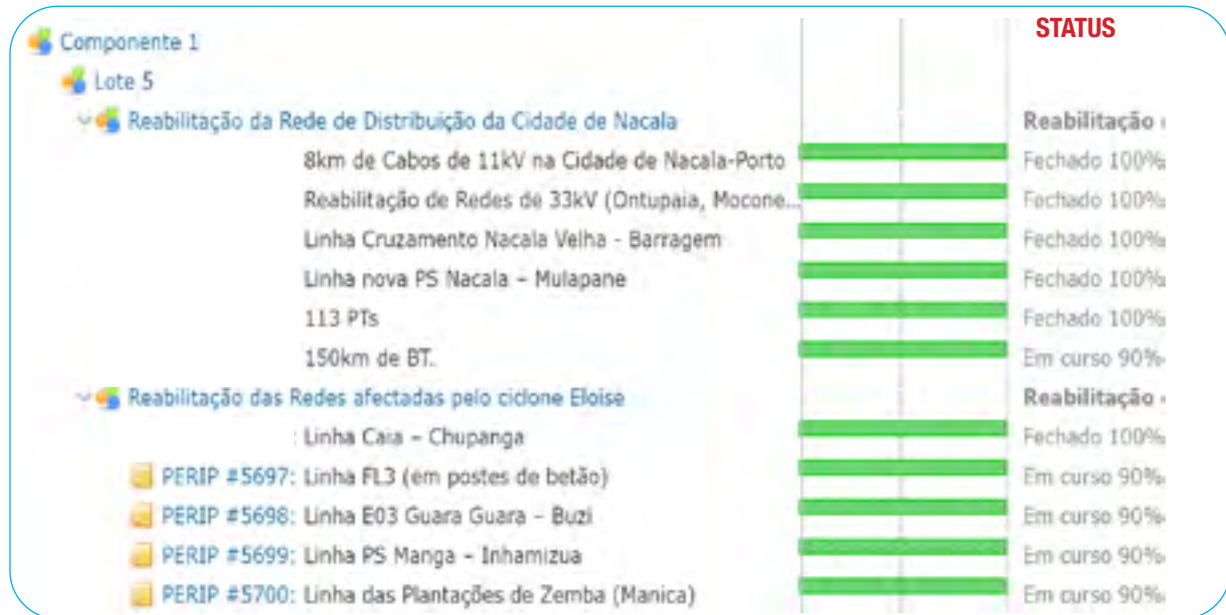 STATUS
Componente 1
Lote 5
Reabilitação da Rede de Distribuição da Cidade de Nacala Reabilitação
8km de Cabos de 11kV na Cidade de Nacala-Porto Fechado 100%
Reabilitação de Redes de 33kV (Ontupaia, Mocone... Fechado 100%
Linha Cruzamento Nacala Velha - Barragem Fechado 100%
Linha nova PS Nacala – Mulapane Fechado 100%
113 PTs Fechado 100%
150km de BT. Em curso 90%
Reabilitação das Redes afectadas pelo ciclone Eloise Reabilitação
: Linha Caia – Chupanga Fechado 100%
PERIP #5697: Linha FL3 (em postes de betão) Em curso 90%
PERIP #5698: Linha E03 Guara Guara – Buzi Em curso 90%
PERIP #5699: Linha PS Manga – Inhamizua Em curso 90%
PERIP #5700: Linha das Plantações de Zemba (Manica) Em curso 90%